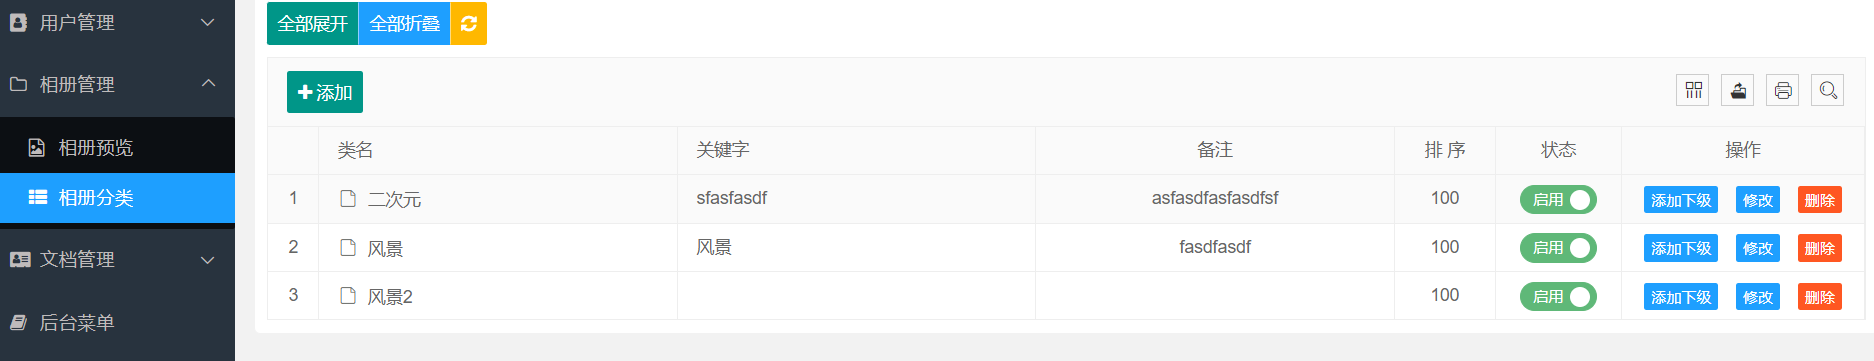 用户管理
相册管理
相册预览
相册分类
文档管理
后台菜单
全部展开 全部折叠
添加
类名 关键字 备注 排 序 状态 操作
1 二次元 sfasfasdf asfasdfasfasdfsf 100 启用 添加下级 修改 删除
2 风景 风景 fasdfasdf 100 启用 添加下级 修改 删除
3 风景2 100 启用 添加下级 修改 删除